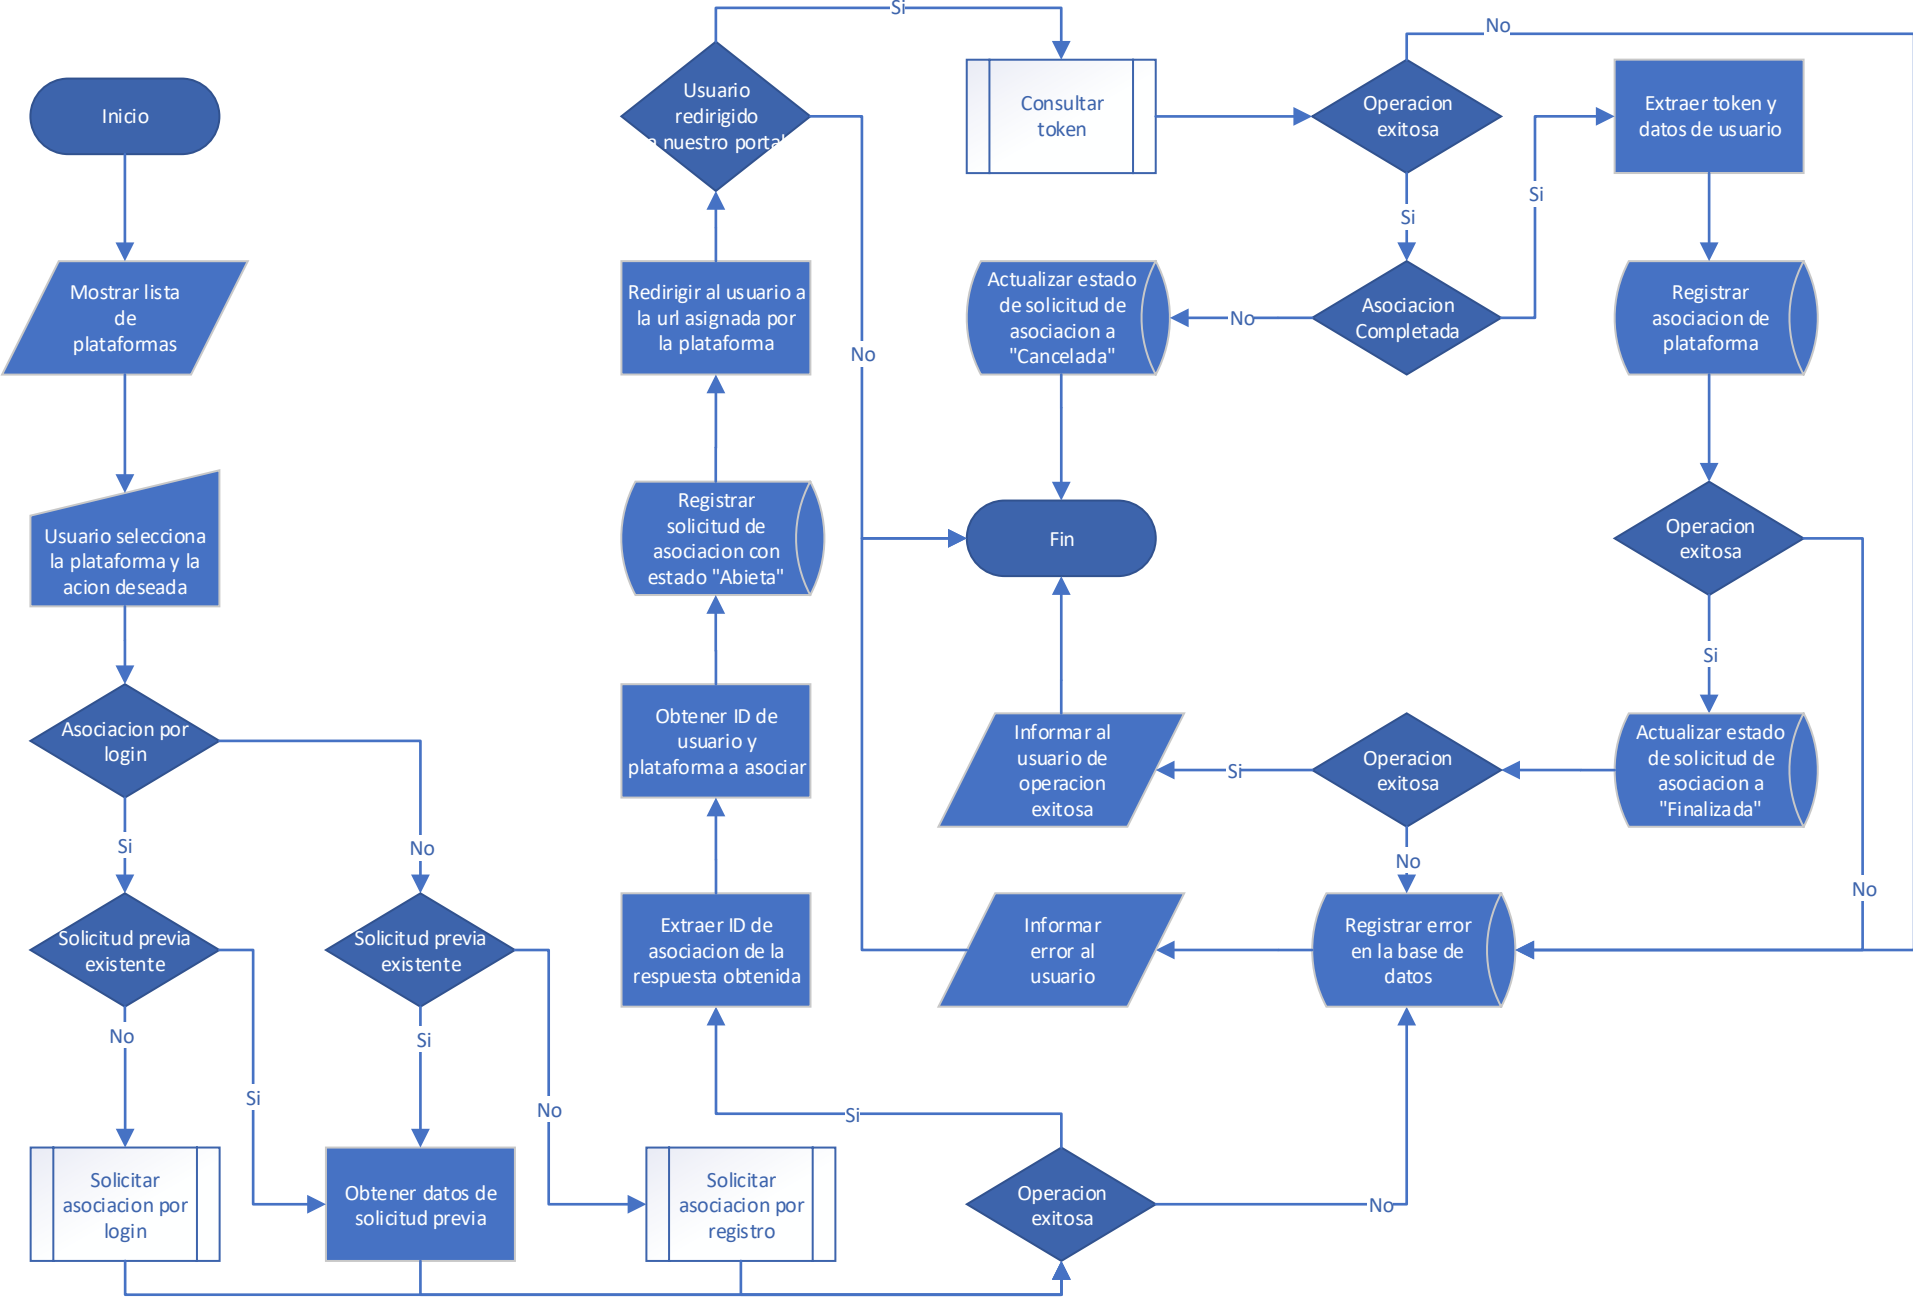 Inicio
Mostrar lista
de
plataformas
Usuario selecciona
la plataforma y la
acion deseada
Asociacion por
login
Si
No
Solicitud previa
existente
Solicitud previa
existente
No
Si
Si
No
Solicitar
asociacion por
login
Obtener datos de
solicitud previa
Solicitar
asociacion por
registro
Operacion
exitosa
Si
No
Extraer ID de
asociacion de la
respuesta obtenida
Obtener ID de
usuario y
plataforma a asociar
Registrar
solicitud de
asociacion con
estado "Abieta"
Redirigir al usuario a
la url asignada por
la plataforma
Usuario
redirigido
a nuestro portal
Si
No
Consultar
token
Operacion
exitosa
No
Si
Asociacion
Completada
No
Si
Actualizar estado
de solicitud de
asociacion a
"Cancelada"
Fin
Extraer token y
datos de usuario
Registrar
asociacion de
plataforma
Operacion
exitosa
Si
No
Actualizar estado
de solicitud de
asociacion a
"Finalizada"
Operacion
exitosa
Si
No
Informar al
usuario de
operacion
exitosa
Registrar error
en la base de
datos
Informar
error al
usuario